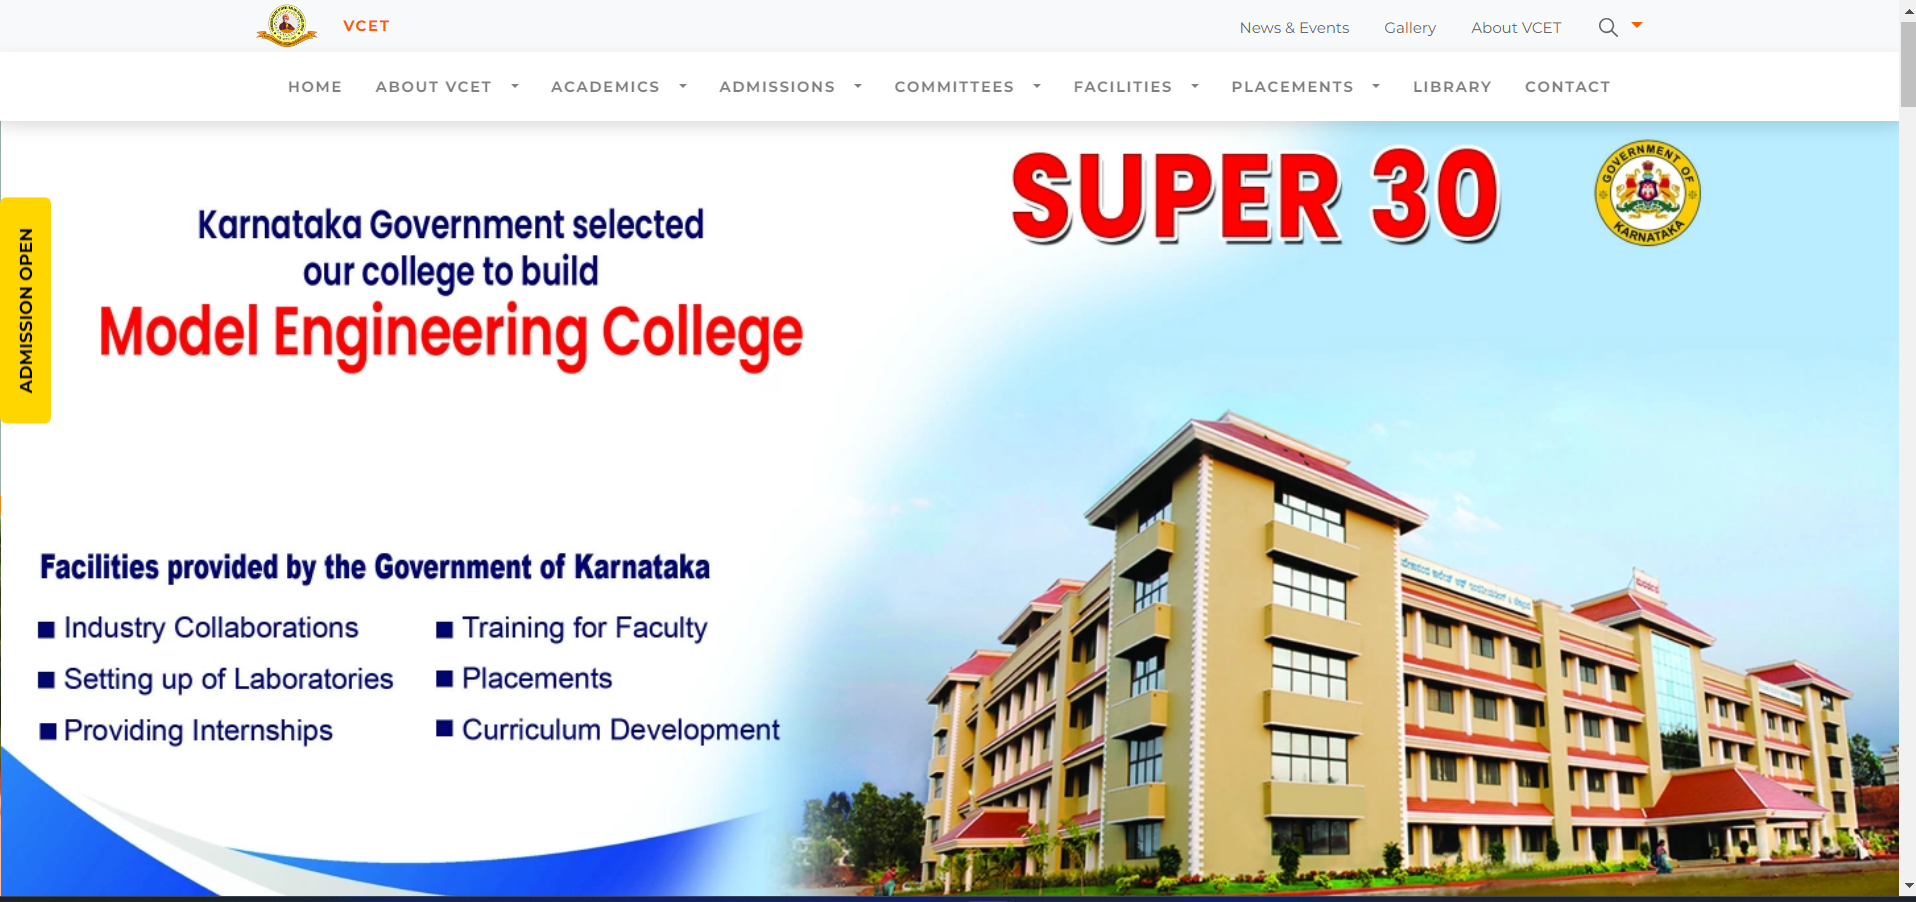 VCET
News & Events
Gallery
About VCET
HOME
ABOUT VCET
ACADEMICS
ADMISSIONS
COMMITTEES
FACILITIES
PLACEMENTS
LIBRARY
CONTACT
ADMISSION OPEN
Karnataka Government selected
our college to build
Model Engineering College
SUPER 30
GOVERNMENT OF
KARNATAKA
Facilities provided by the Government of Karnataka
Industry Collaborations
Training for Faculty
Setting up of Laboratories
Placements
Providing Internships
Curriculum Development